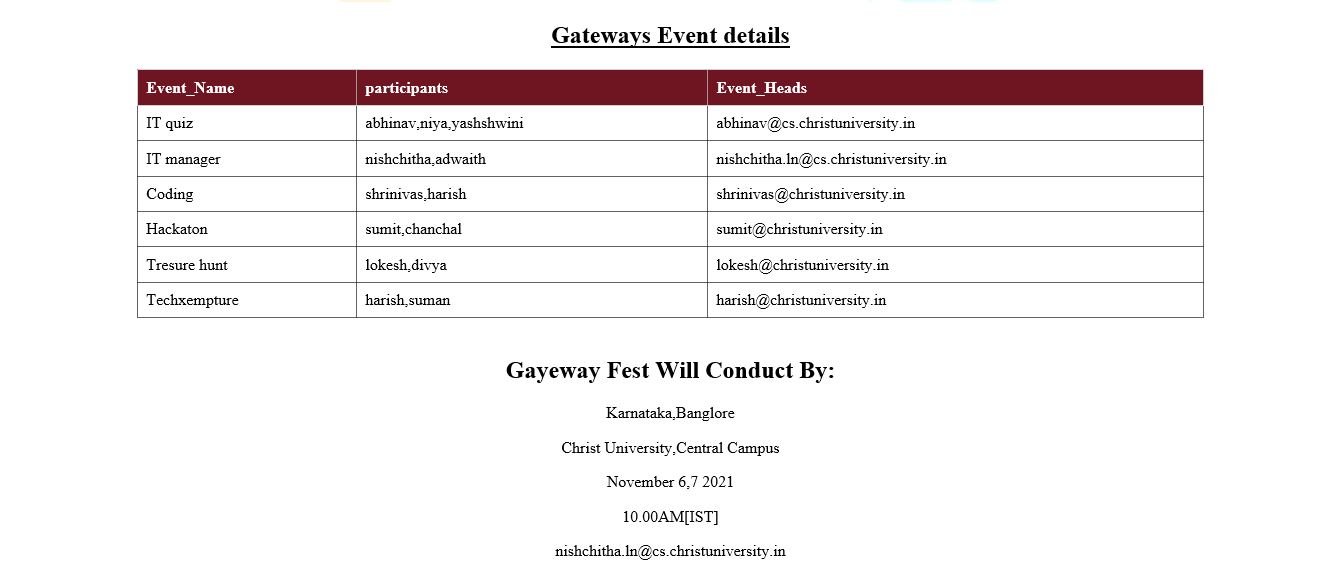 Gateways Event details
Event_Name participants Event_Heads
IT quiz abhinav,niya,yashshwini abhinav@cs.christuniversity.in
IT manager nishchitha,adwaith nishchitha.ln@cs.christuniversity.in
Coding shrinivas,harish shrinivas@christuniversity.in
Hackaton sumit,chanchal sumit@christuniversity.in
Tresure hunt lokesh,divya lokesh@christuniversity.in
Techxempture harish,suman harish@christuniversity.in
Gayeway Fest Will Conduct By:
Karnataka,Banglore
Christ University,Central Campus
November 6,7 2021
10.00AM[IST]
nishchitha.ln@cs.christuniversity.in